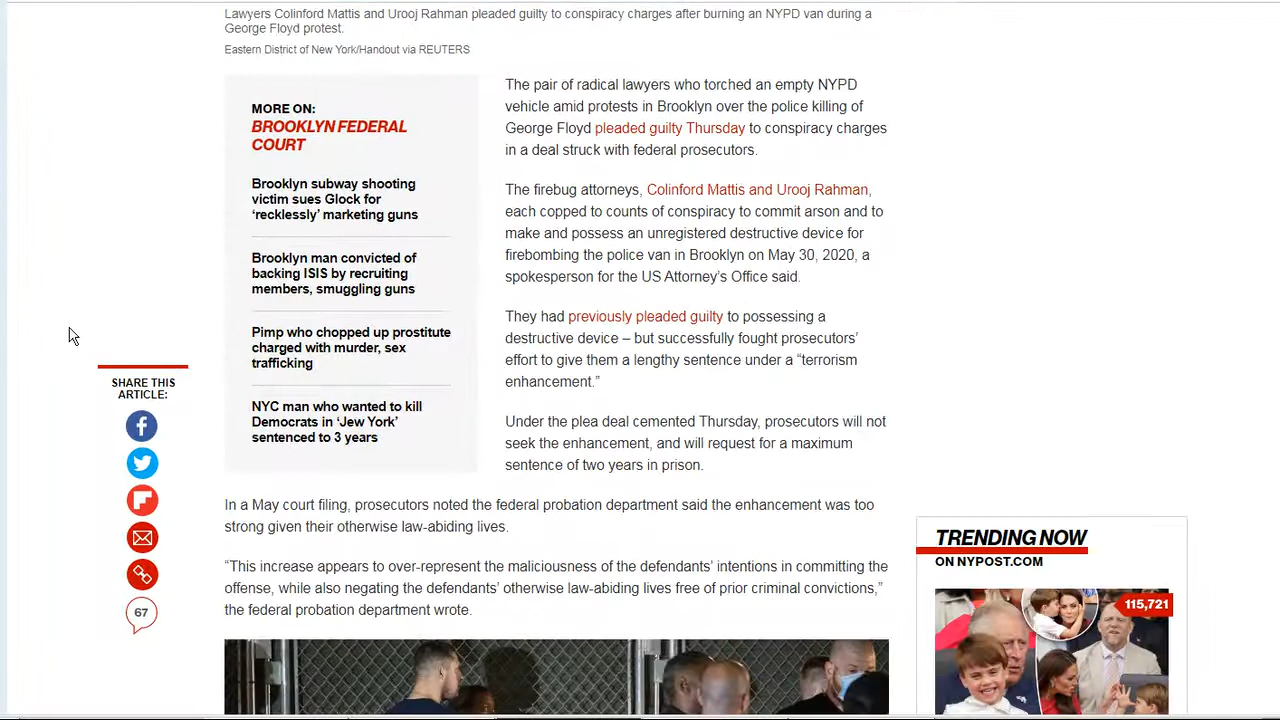 Lawyers Colinford Mattis and Urooj Rahman pleaded guilty to conspiracy charges after burning an NYPD van during a
George Floyd protest.
Eastern District of New York/Handout via REUTERS
MORE ON:
BROOKLYN FEDERAL
COURT
Brooklyn subway shooting
victim sues Glock for
‘recklessly’ marketing guns
Brooklyn man convicted of
backing ISIS by recruiting
members, smuggling guns
Pimp who chopped up prostitute
charged with murder, sex
trafficking
NYC man who wanted to kill
Democrats in ‘Jew York’
sentenced to 3 years
The pair of radical lawyers who torched an empty NYPD
vehicle amid protests in Brooklyn over the police killing of
George Floyd pleaded guilty Thursday to conspiracy charges
in a deal struck with federal prosecutors.
The firebug attorneys, Colinford Mattis and Urooj Rahman,
each copped to counts of conspiracy to commit arson and to
make and possess an unregistered destructive device for
firebombing the police van in Brooklyn on May 30, 2020, a
spokesperson for the US Attorney’s Office said.
They had previously pleaded guilty to possessing a
destructive device – but successfully fought prosecutors’
effort to give them a lengthy sentence under a “terrorism
enhancement.”
Under the plea deal cemented Thursday, prosecutors will not
seek the enhancement, and will request for a maximum
sentence of two years in prison.
In a May court filing, prosecutors noted the federal probation department said the enhancement was too
strong given their otherwise law-abiding lives.
“This increase appears to over-represent the maliciousness of the defendants’ intentions in committing the
offense, while also negating the defendants’ otherwise law-abiding lives free of prior criminal convictions,”
the federal probation department wrote.
SHARE THIS
ARTICLE:
67
TRENDING NOW
ON NYPOST.COM
115,721